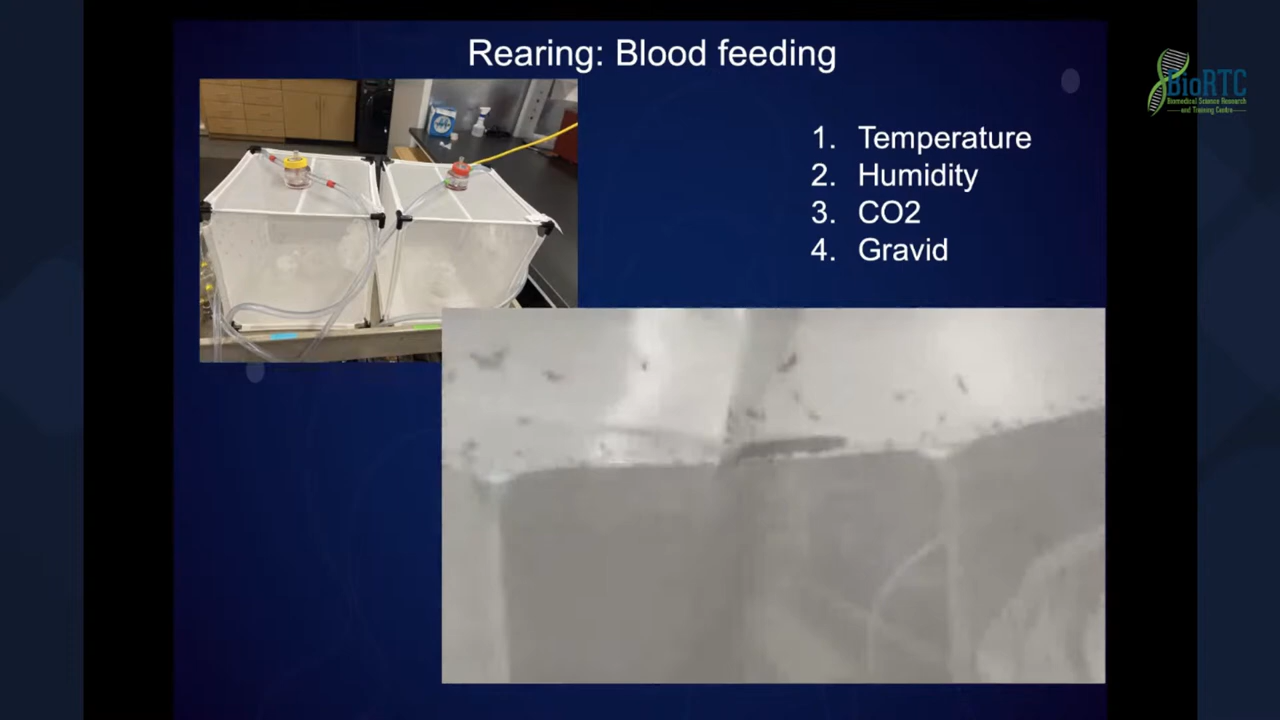 Rearing: Blood feeding
BioRTC
Biomedical Science Research
and Training Centre
1. Temperature
2. Humidity
3. CO2
4. Gravid